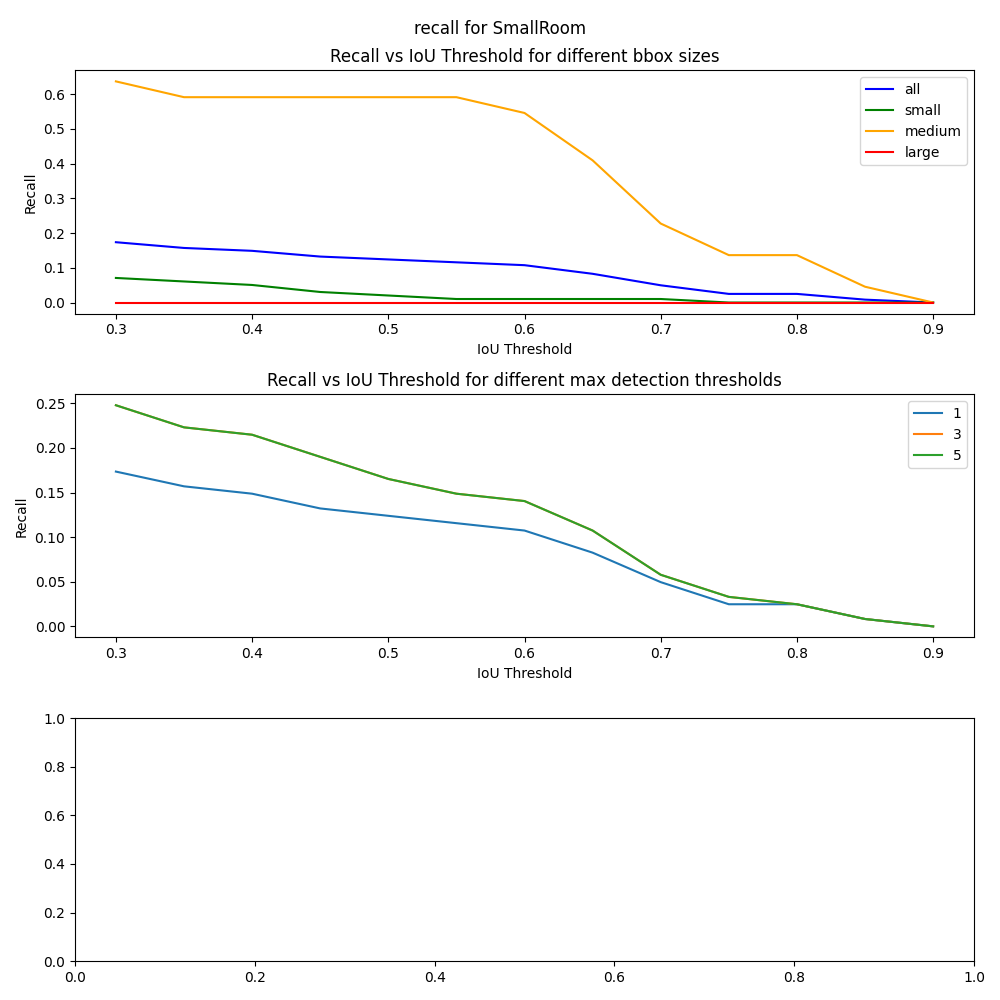 recall for SmallRoom
Recall vs IoU Threshold for different bbox sizes
0.6
0.5
0.4
0.3
0.2
0.1
0.0
Recall
all
small
medium
large
0.3 0.4 0.5 0.6 0.7 0.8 0.9
IoU Threshold
Recall vs IoU Threshold for different max detection thresholds
0.25
0.20
0.15
0.10
0.05
0.00
Recall
1
3
5
0.3 0.4 0.5 0.6 0.7 0.8 0.9
IoU Threshold
1.0
0.8
0.6
0.4
0.2
0.0
0.0 0.2 0.4 0.6 0.8 1.0